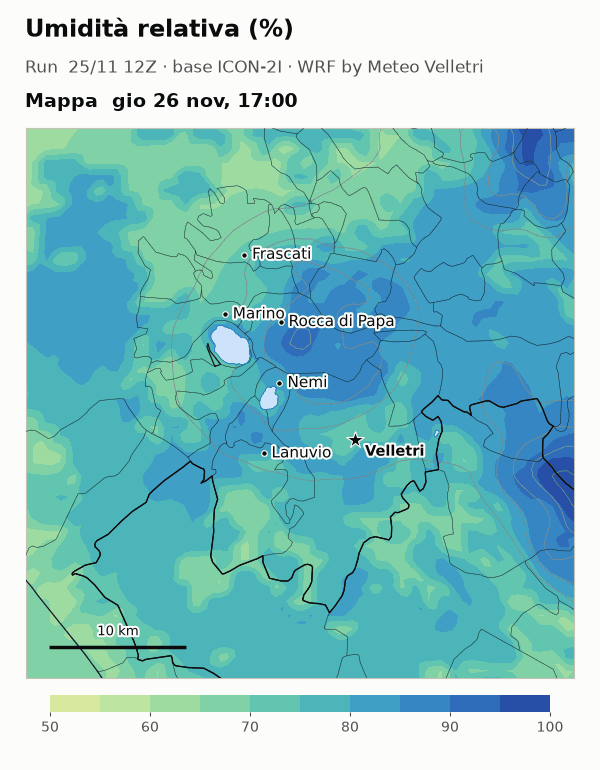 Umidità relativa (%)
Run  25/11 12Z · base ICON-2I · WRF by Meteo Velletri
Mappa  gio 26 nov, 17:00
Frascati
Marino
Rocca di Papa
Nemi
Velletri
Lanuvio
10 km
50 60 70 80 90 100